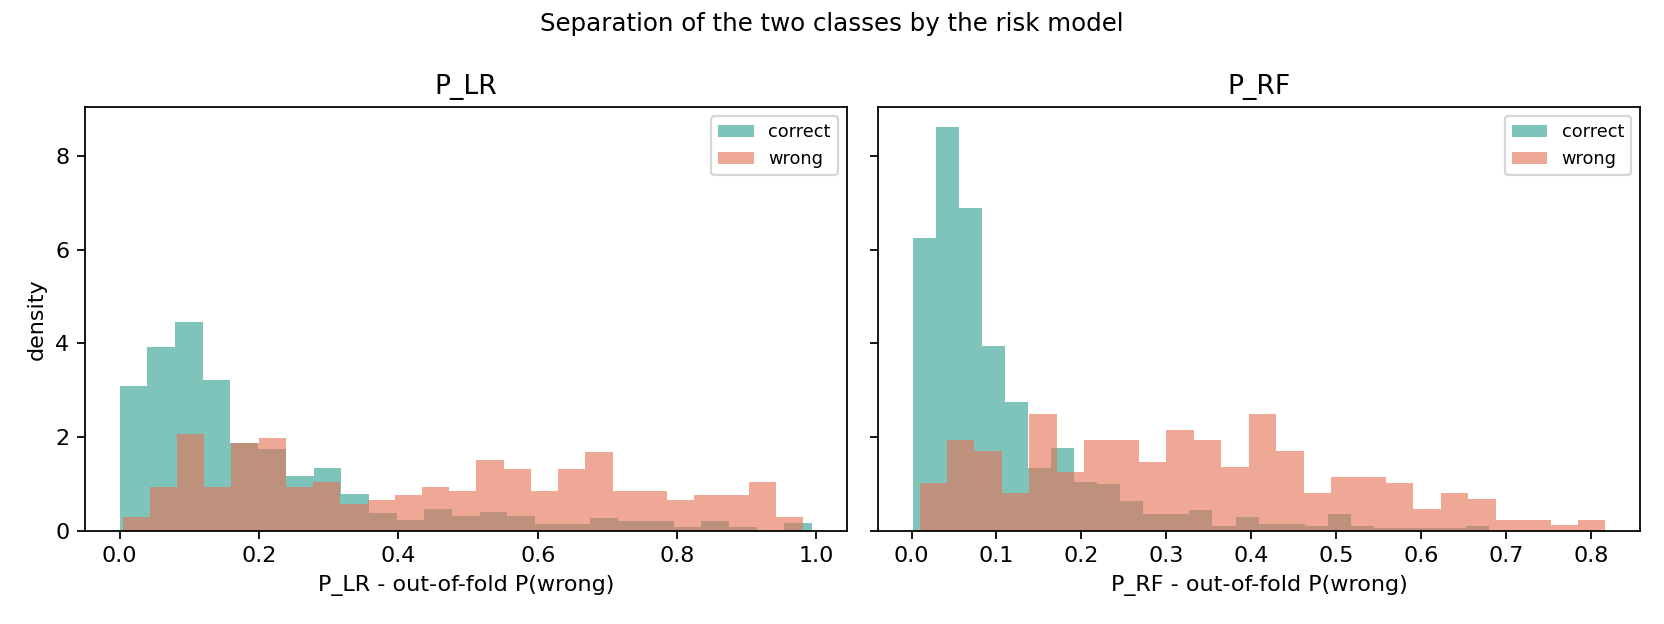 Separation of the two classes by the risk model
P_LR
correct
wrong
density
8
6
4
2
0
0.0 0.2 0.4 0.6 0.8 1.0
P_LR - out-of-fold P(wrong)
P_RF
correct
wrong
0.0 0.1 0.2 0.3 0.4 0.5 0.6 0.7 0.8
P_RF - out-of-fold P(wrong)